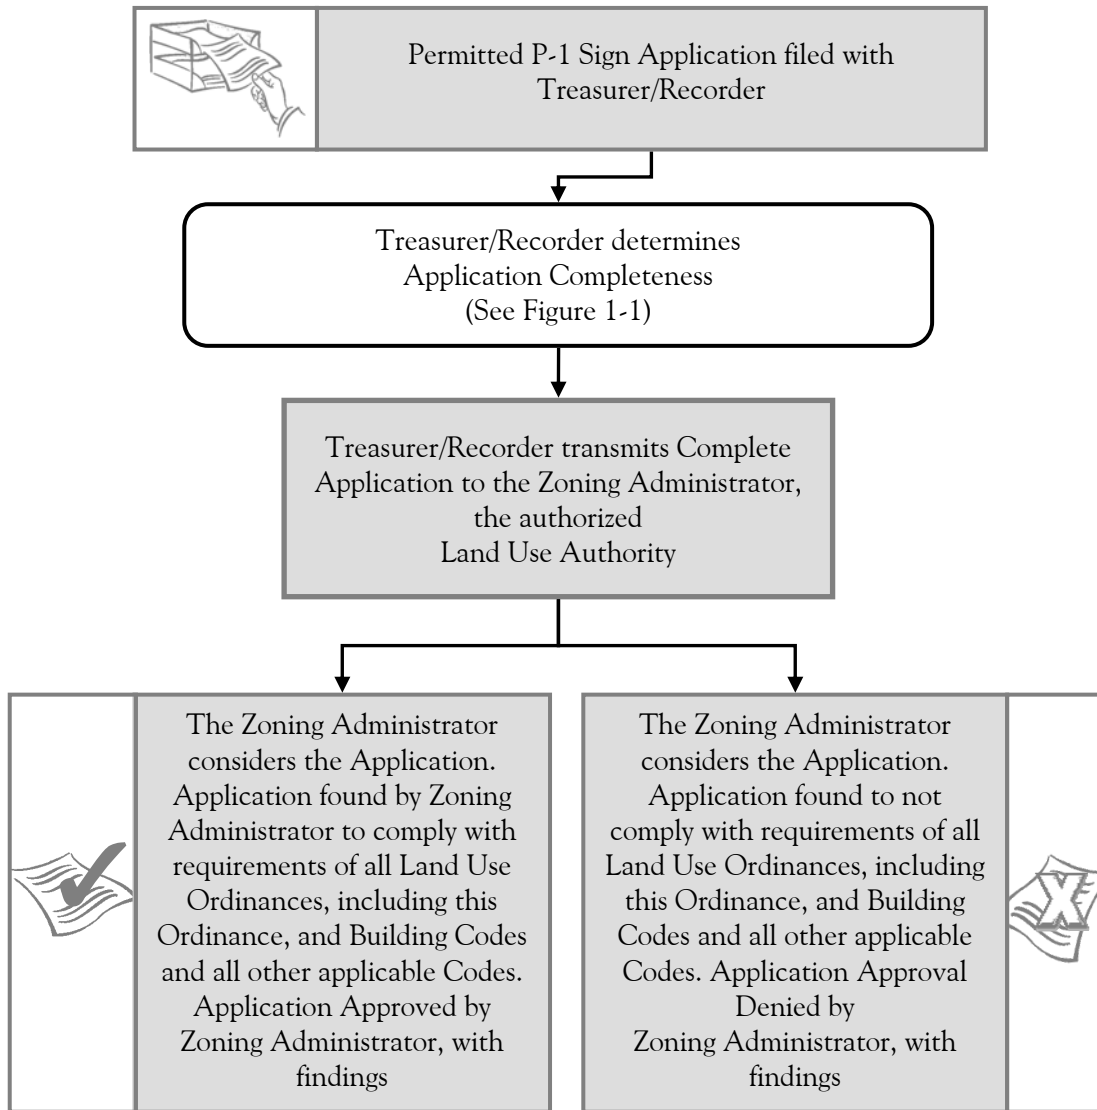 Permitted P-1 Sign Application filed with
Treasurer/Recorder
Treasurer/Recorder determines
Application Completeness
(See Figure 1-1)
Treasurer/Recorder transmits Complete
Application to the Zoning Administrator,
the authorized
Land Use Authority
The Zoning Administrator
considers the Application.
Application found by Zoning
Administrator to comply with
requirements of all Land Use
Ordinances, including this
Ordinance, and Building Codes
and all other applicable Codes.
Application Approved by
Zoning Administrator, with
findings
The Zoning Administrator
considers the Application.
Application found to not
comply with requirements of all
Land Use Ordinances, including
this Ordinance, and Building
Codes and all other applicable
Codes. Application Approval
Denied by
Zoning Administrator, with
findings